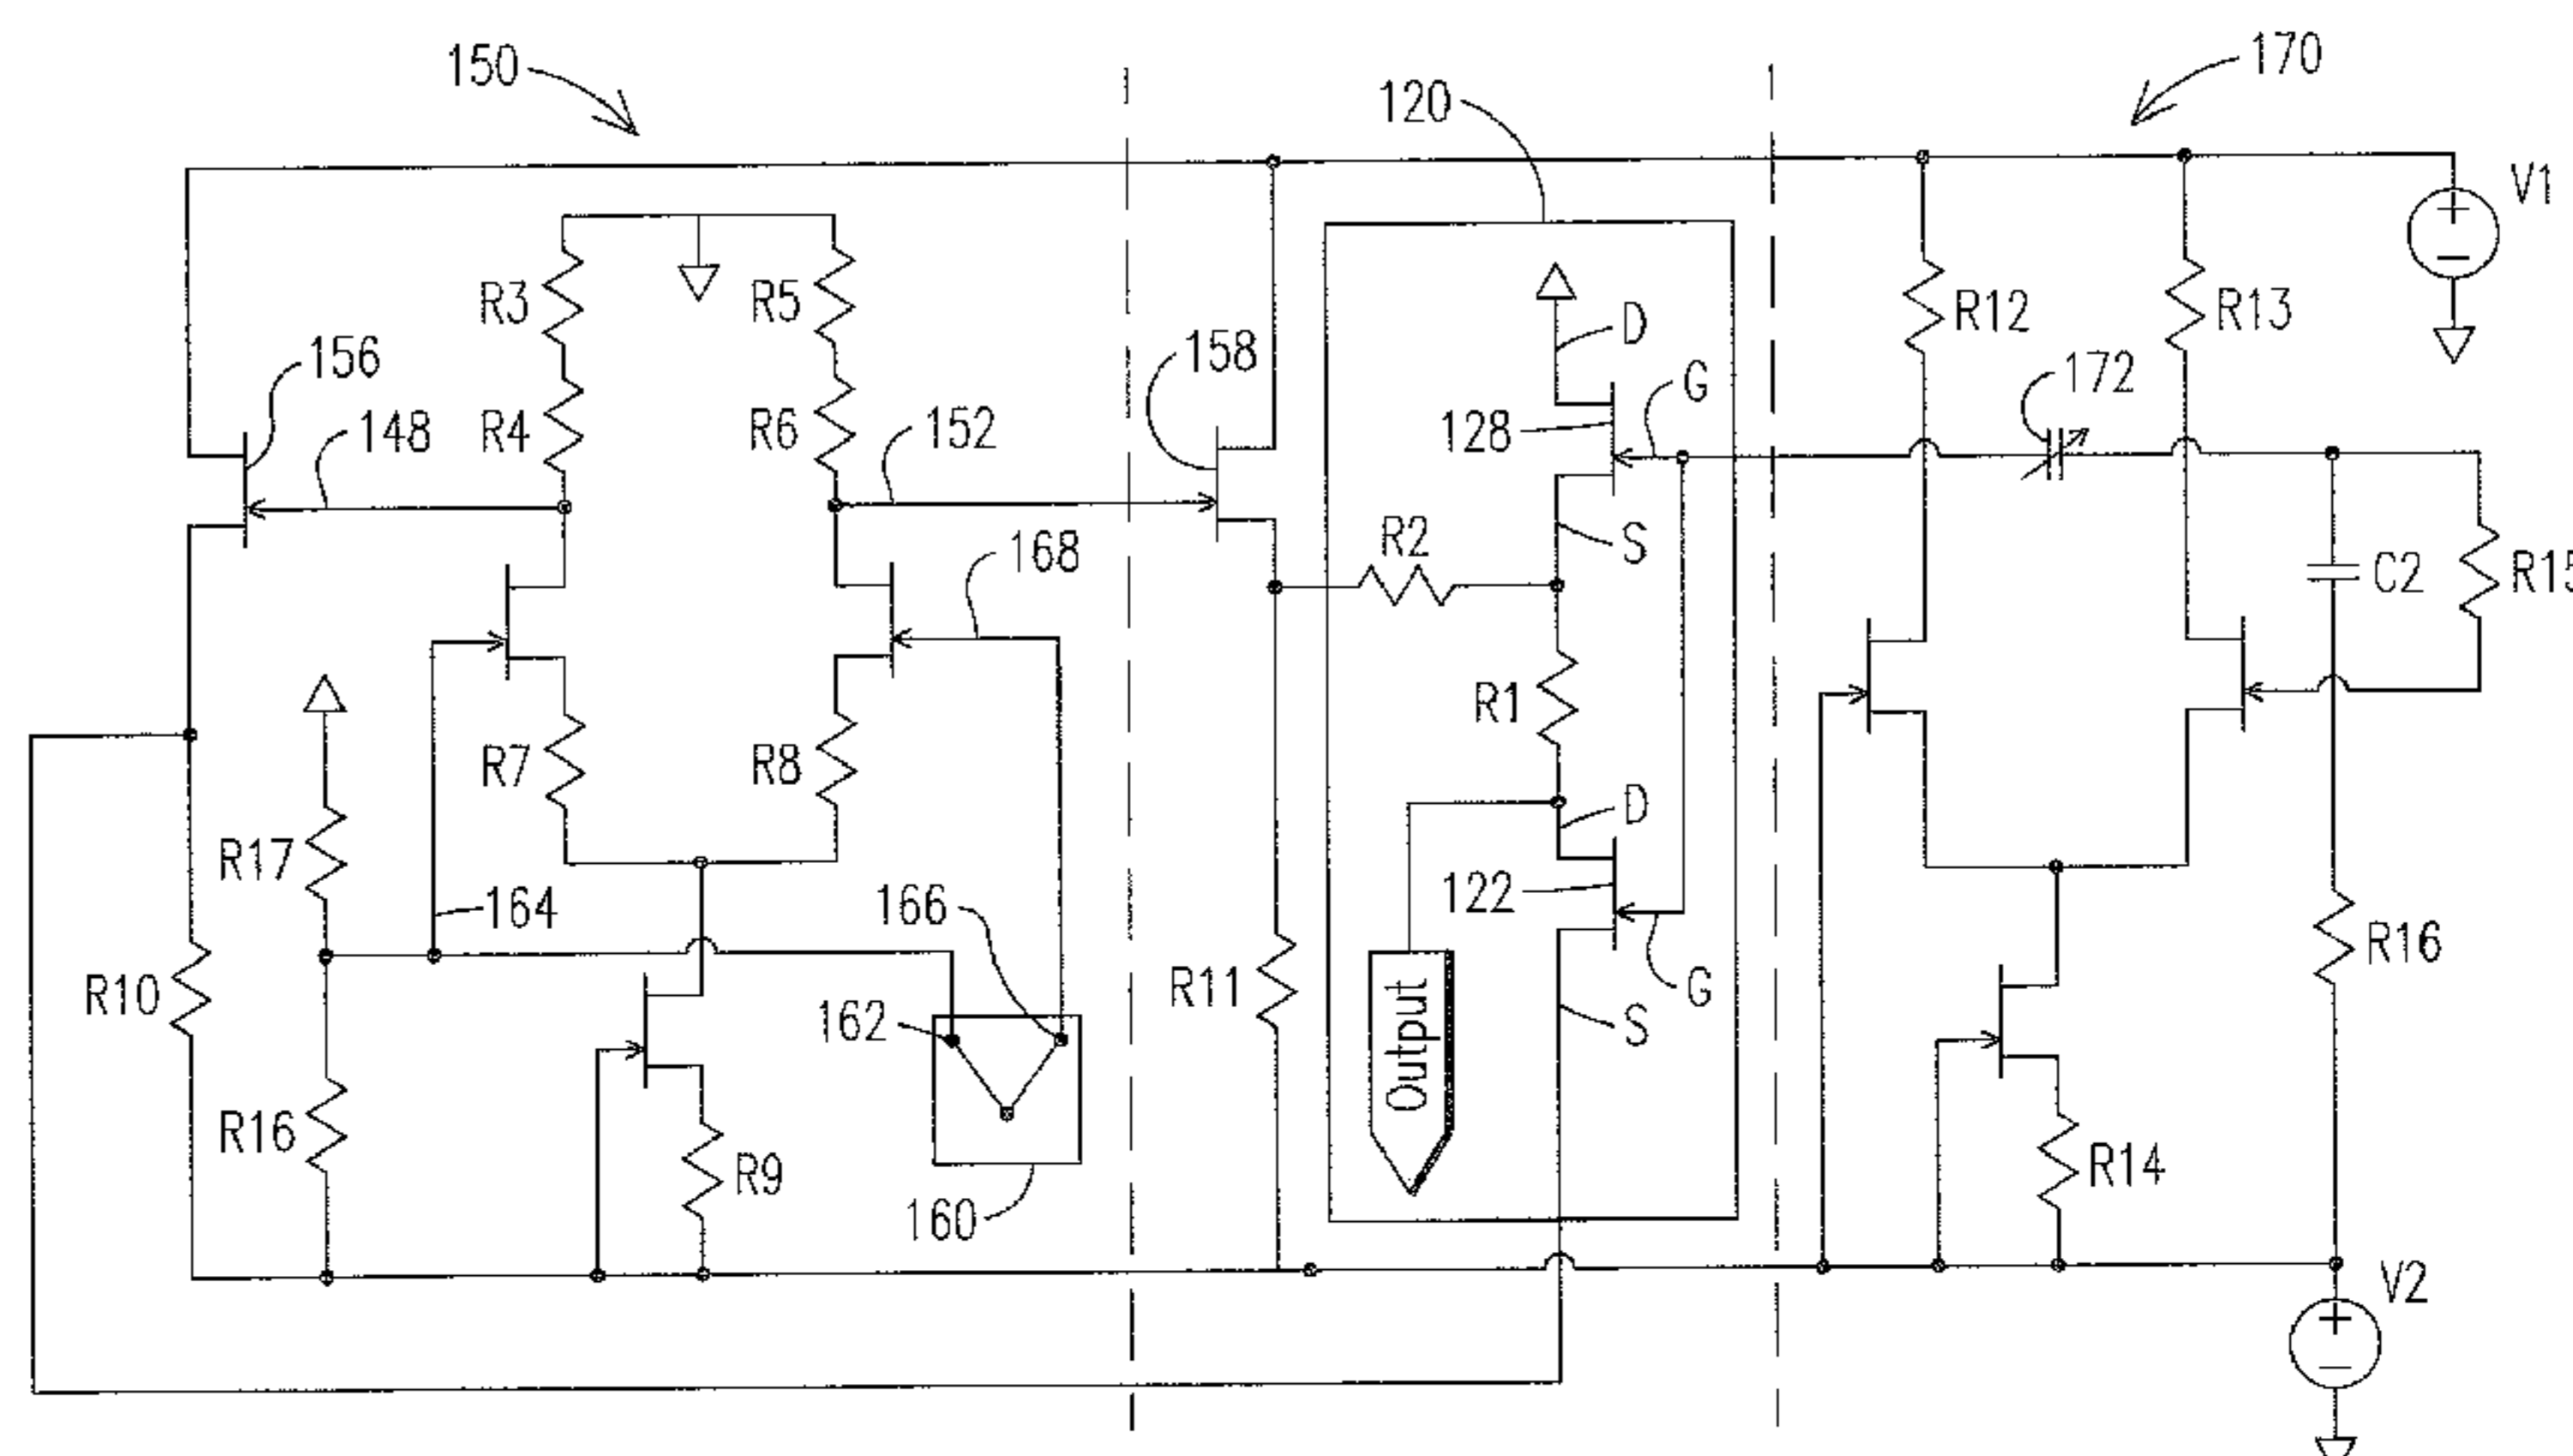 150
120
170
V1
R3
R5
D
R12
R13
156
158
172
G
128
R4
148
R6
152
168
R2
S
C2
R15
R1
R7
R8
D
R17
164
166
122
R16
R10
162
R11
Output
G
S
R16
R9
R14
160
V2
+
−
+
−